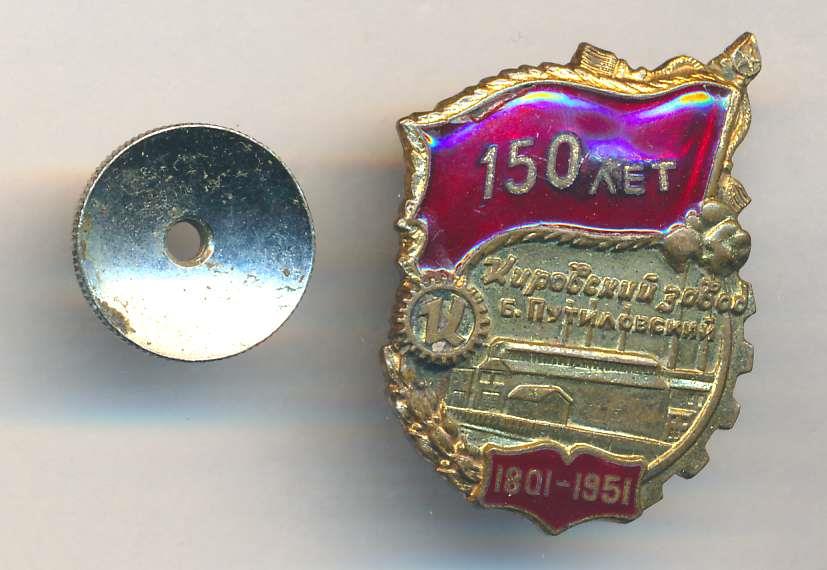 150 ЛЕТ
Кировский завод
Б. Путиловский
К
1801-1951